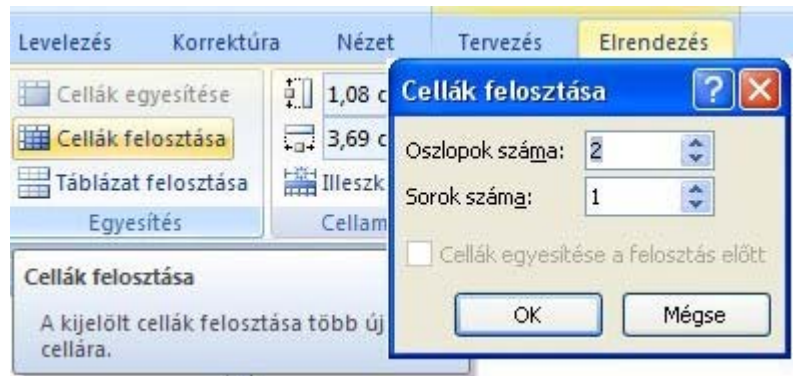 Levelezés Korrektúra Nézet Tervezés Elrendezés
Cellák egyesítése
Cellák felosztása
Táblázat felosztása
Egyesítés
1,08 c
3,69 c
Illeszk
Cellam
Cellák felosztása
Oszlopok száma: 2
Sorok száma: 1
Cellák egyesítése a felosztás előtt
OK Mégse
Cellák felosztása
A kijelölt cellák felosztása több új
cellára.